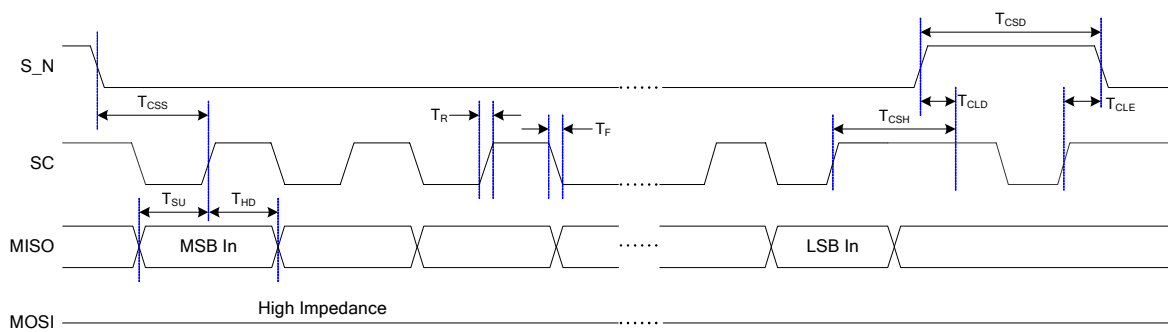 T_CSD
S_N
T_CSS
T_R
T_F
T_CSH
T_CLD
T_CLE
SC
T_SU
T_HD
MISO
MSB In
LSB In
High Impedance
MOSI